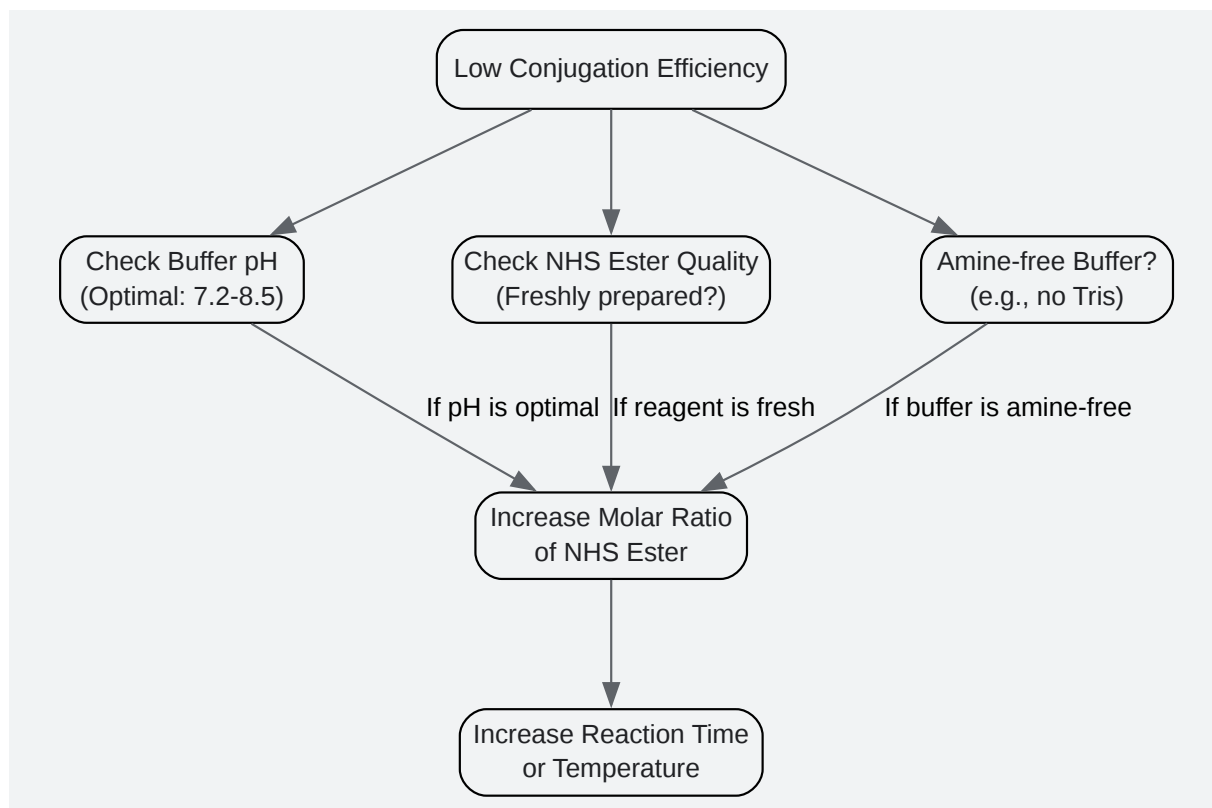 Low Conjugation Efficiency
Check Buffer pH
(Optimal: 7.2-8.5)
Check NHS Ester Quality
(Freshly prepared?)
Amine-free Buffer?
(e.g., no Tris)
If pH is optimal
If reagent is fresh
If buffer is amine-free
Increase Molar Ratio
of NHS Ester
Increase Reaction Time
or Temperature